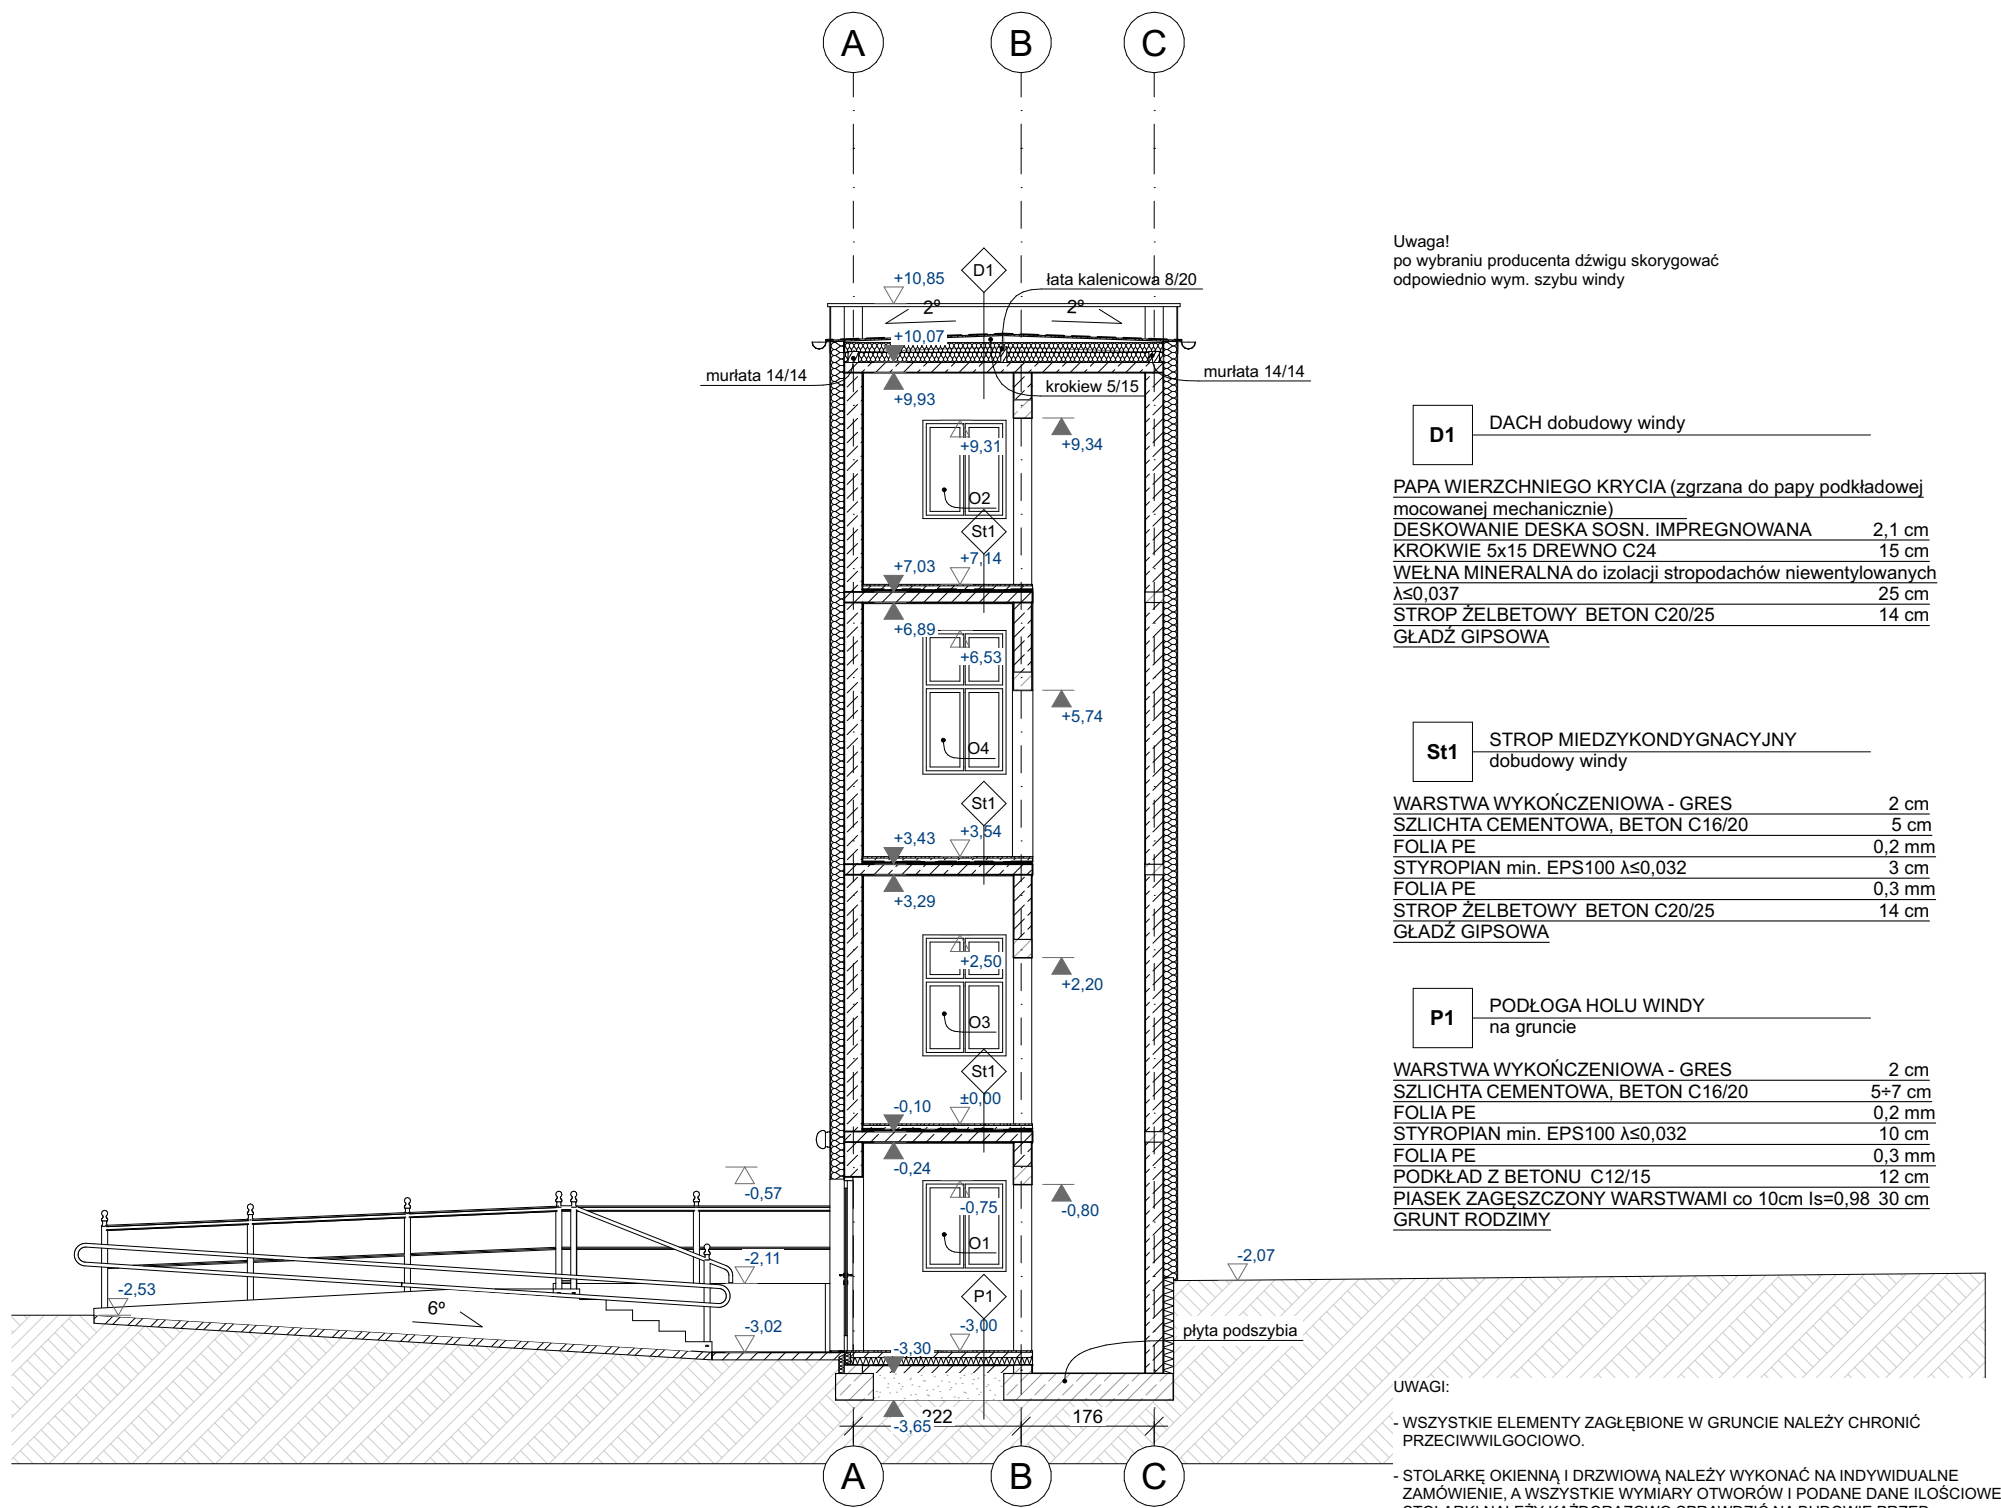 A B C
Uwaga!
po wybraniu producenta dźwigu skorygować
odpowiednio wym. szybu windy
+10,85
D1
łata kalenicowa 8/20
2º 2º
+10,07
murłata 14/14
murłata 14/14
krokiew 5/15
+9,93
+9,31
+9,34
O2
St1
+7,14
+7,03
+6,89
+6,53
+5,74
O4
St1
+3,54
+3,43
+3,29
+2,50
+2,20
O3
St1
±0,00
-0,10
-0,24
-0,57
-0,75
-0,80
O1
-2,11
-2,07
-2,53
6º
P1
-3,02
-3,00
-3,30
płyta podszybia
222
176
-3,65
A B C
D1
DACH dobudowy windy
PAPA WIERZCHNIEGO KRYCIA (zgrzana do papy podkładowej
mocowanej mechanicznie)
DESKOWANIE DESKA SOSN. IMPREGNOWANA 2,1 cm
KROKWIE 5x15 DREWNO C24 15 cm
WEŁNA MINERALNA do izolacji stropodachów niewentylowanych
λ≤0,037 25 cm
STROP ŻELBETOWY BETON C20/25 14 cm
GŁADŹ GIPSOWA
St1
STROP MIEDZYKONDYGNACYJNY
dobudowy windy
WARSTWA WYKOŃCZENIOWA - GRES 2 cm
SZLICHTA CEMENTOWA, BETON C16/20 5 cm
FOLIA PE 0,2 mm
STYROPIAN min. EPS100 λ≤0,032 3 cm
FOLIA PE 0,3 mm
STROP ŻELBETOWY BETON C20/25 14 cm
GŁADŹ GIPSOWA
P1
PODŁOGA HOLU WINDY
na gruncie
WARSTWA WYKOŃCZENIOWA - GRES 2 cm
SZLICHTA CEMENTOWA, BETON C16/20 5÷7 cm
FOLIA PE 0,2 mm
STYROPIAN min. EPS100 λ≤0,032 10 cm
FOLIA PE 0,3 mm
PODKŁAD Z BETONU C12/15 12 cm
PIASEK ZAGĘSZCZONY WARSTWAMI co 10cm Is=0,98 30 cm
GRUNT RODZIMY
UWAGI:
- WSZYSTKIE ELEMENTY ZAGŁĘBIONE W GRUNCIE NALEŻY CHRONIĆ
PRZECIWWILGOCIOWO.
- STOLARKĘ OKIENNĄ I DRZWIOWĄ NALEŻY WYKONAĆ NA INDYWIDUALNE
ZAMÓWIENIE, A WSZYSTKIE WYMIARY OTWORÓW I PODANE DANE ILOŚCIOWE
STOLARKI NALEŻY KAŻDORAZOWO SPRAWDZIĆ NA BUDOWIE PRZED